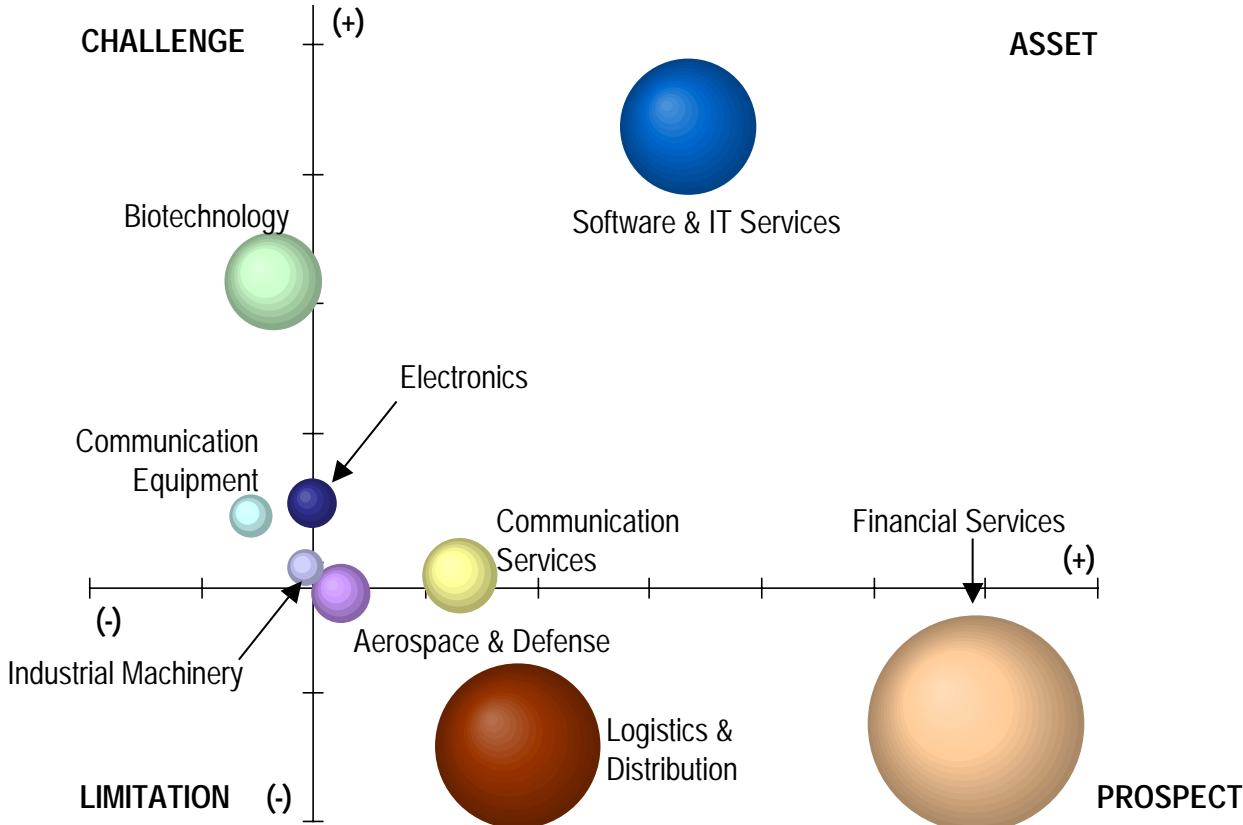 (+)
CHALLENGE
ASSET
Biotechnology
Software & IT Services
Electronics
Communication
Equipment
Communication
Services
Financial Services
(+)
(-)
Aerospace & Defense
Industrial Machinery
Logistics &
Distribution
LIMITATION
(-)
PROSPECT